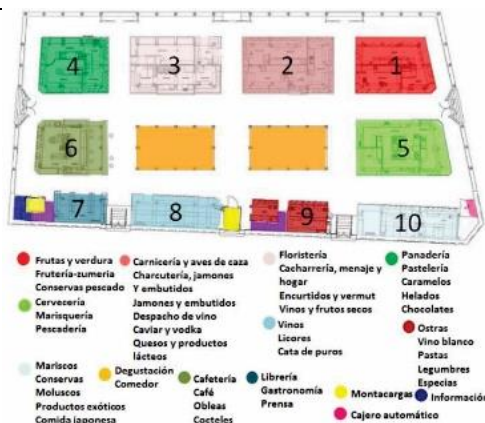 4
3
2
1
6
5
7
8
9
10
Frutas y verdura
Frutería-zumeria
Conservas pescado
Cervecería
Marisquería
Pescadería
Carnicería y aves de caza
Charcutería, jamones
Y embutidos
Jamones y embutidos
Despacho de vino
Caviar y vodka
Quesos y productos
lácteos
Floristería
Cacharrería, menaje y
hogar
Encurtidos y vermut
Vinos y frutos secos
Panadería
Pastelería
Caramelos
Helados
Chocolates
Vinos
Licores
Cata de puros
Ostras
Vino blanco
Pastas
Legumbres
Especias
Mariscos
Conservas
Moluscos
Productos exóticos
Comida japonesa
Degustación
Comedor
Cafetería
Café
Obleas
Cocteles
Librería
Gastronomía
Prensa
Montacargas
Información
Cajero automático